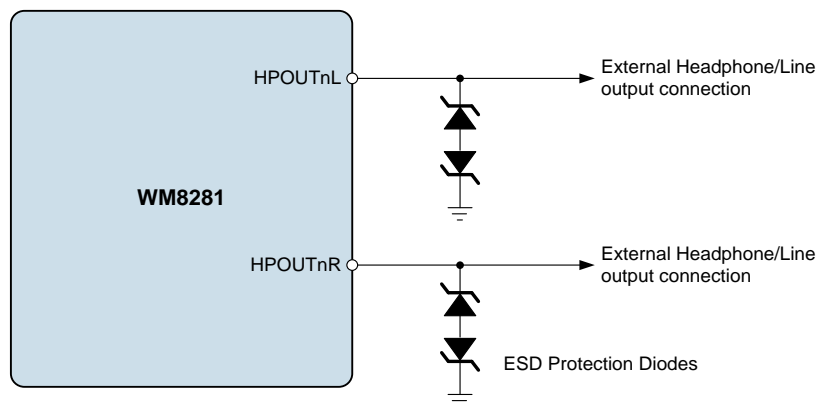 HPOUTnL
External Headphone/Line
output connection
WM8281
HPOUTnR
External Headphone/Line
output connection
ESD Protection Diodes